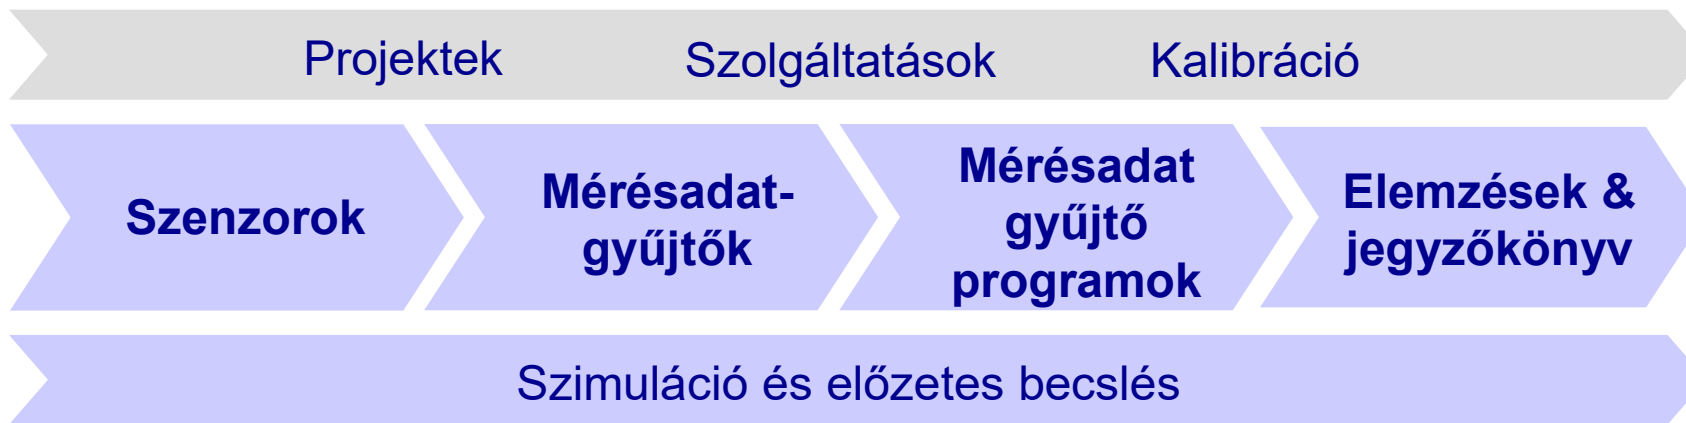 Projektek Szolgáltatások Kalibráció
Szenzorok
Mérésadat-
gyűjtők
Mérésadat
gyűjtő
programok
Elemzések &
jegyzőkönyv
Szimuláció és előzetes becslés